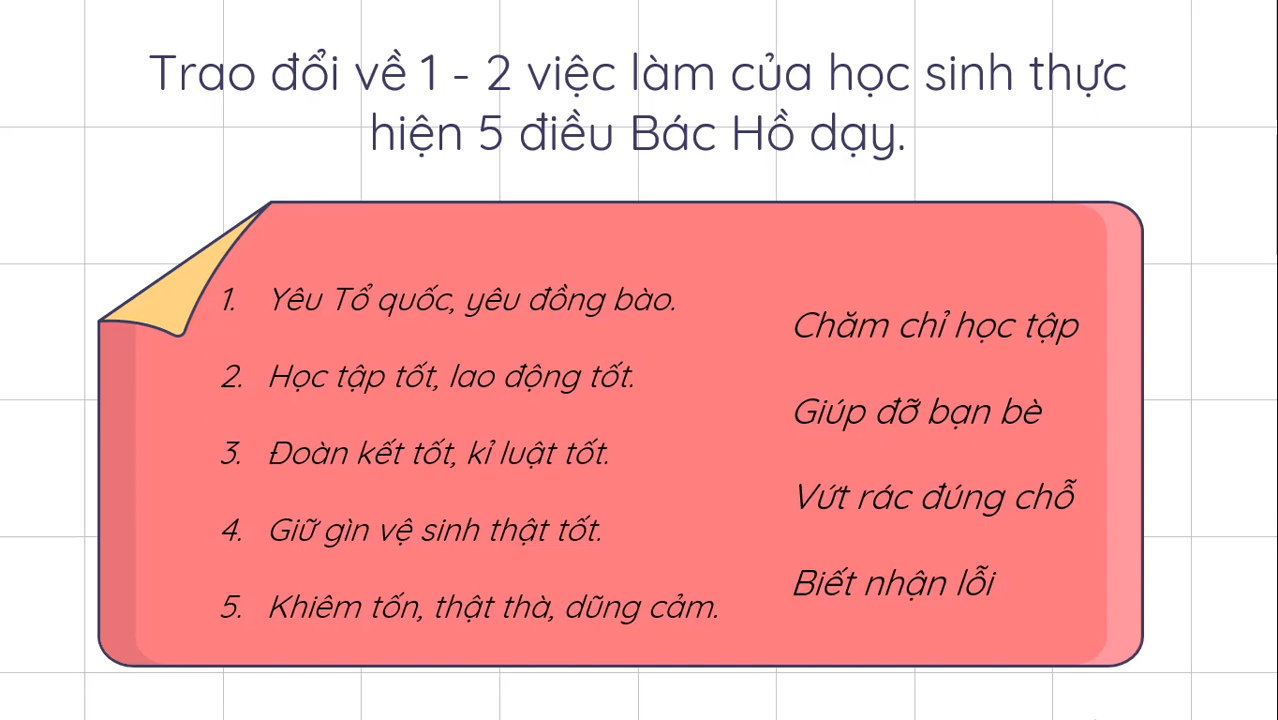 Trao đổi về 1 - 2 việc làm của học sinh thực
hiện 5 điều Bác Hồ dạy.
1. Yêu Tổ quốc, yêu đồng bào.
2. Học tập tốt, lao động tốt.
3. Đoàn kết tốt, kỉ luật tốt.
4. Giữ gìn vệ sinh thật tốt.
5. Khiêm tốn, thật thà, dũng cảm.
Chăm chỉ học tập
Giúp đỡ bạn bè
Vứt rác đúng chỗ
Biết nhận lỗi